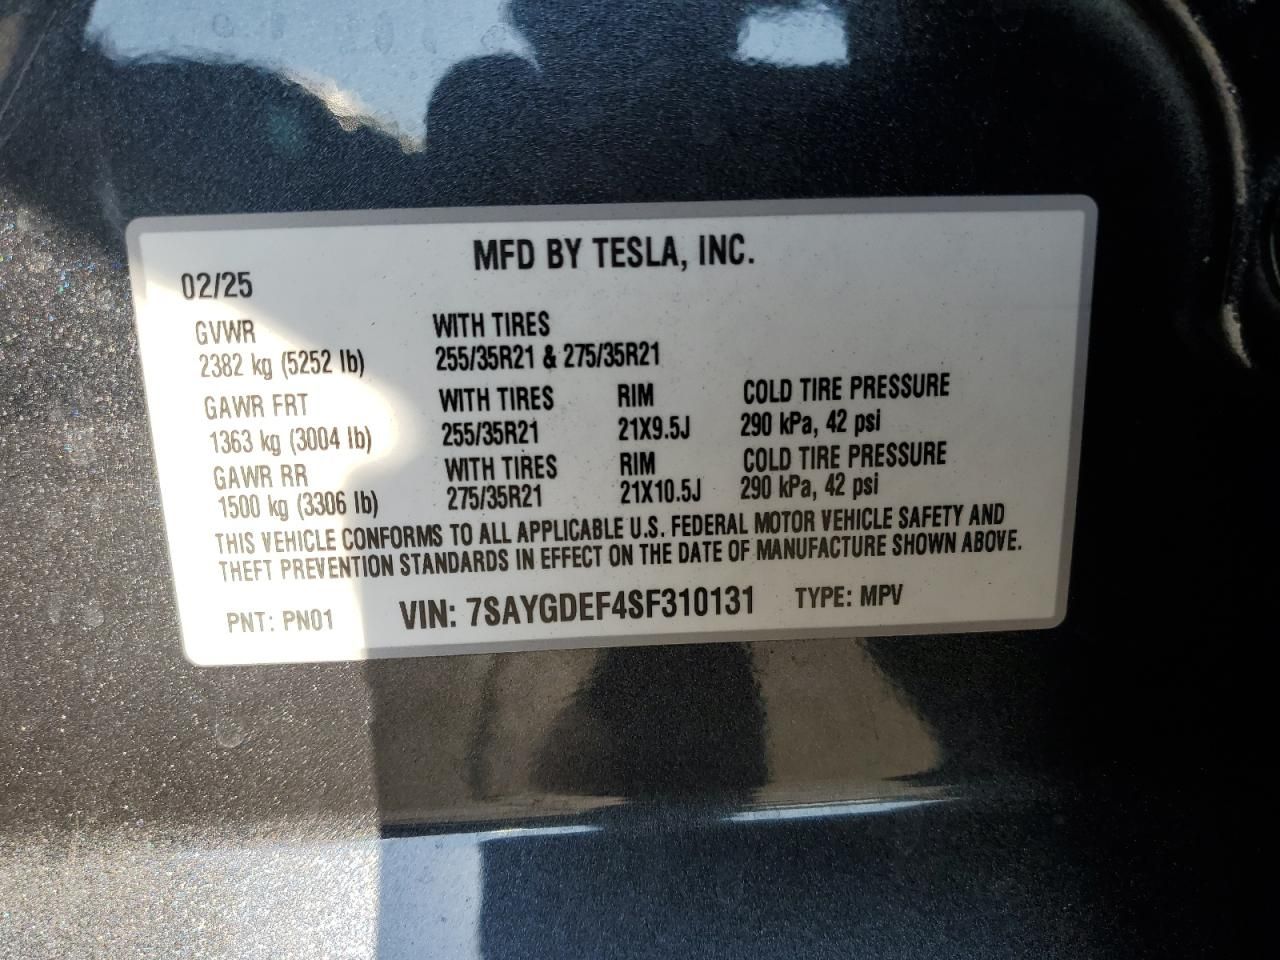 MFD BY TESLA, INC.
02/25
GVWR WITH TIRES
2382 kg (5252 lb) 255/35R21 & 275/35R21
GAWR FRT WITH TIRES RIM COLD TIRE PRESSURE
1363 kg (3004 lb) 255/35R21 21X9.5J 290 kPa, 42 psi
GAWR RR WITH TIRES RIM COLD TIRE PRESSURE
1500 kg (3306 lb) 275/35R21 21X10.5J 290 kPa, 42 psi
THIS VEHICLE CONFORMS TO ALL APPLICABLE U.S. FEDERAL MOTOR VEHICLE SAFETY AND
THEFT PREVENTION STANDARDS IN EFFECT ON THE DATE OF MANUFACTURE SHOWN ABOVE.
PNT: PN01 VIN: 7SAYGDEF4SF310131 TYPE: MPV